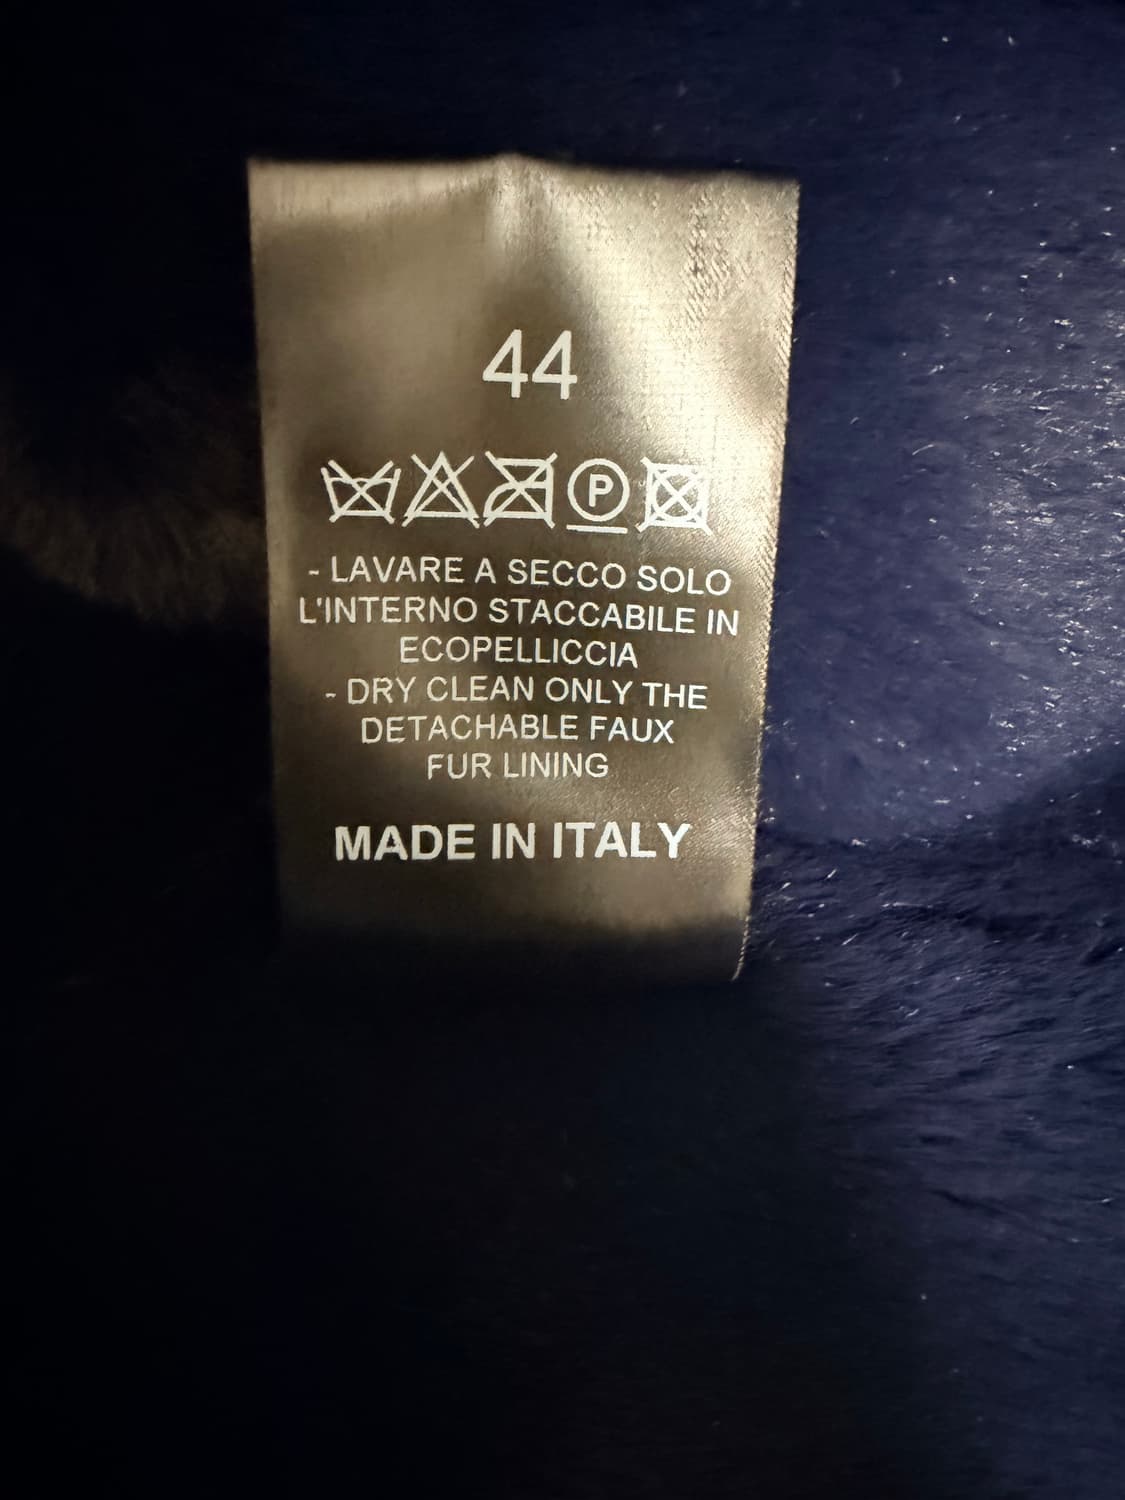 44
P
- LAVARE A SECCO SOLO
L'INTERNO STACCABILE IN
ECOPELLICCIA
- DRY CLEAN ONLY THE
DETACHABLE FAUX
FUR LINING
MADE IN ITALY